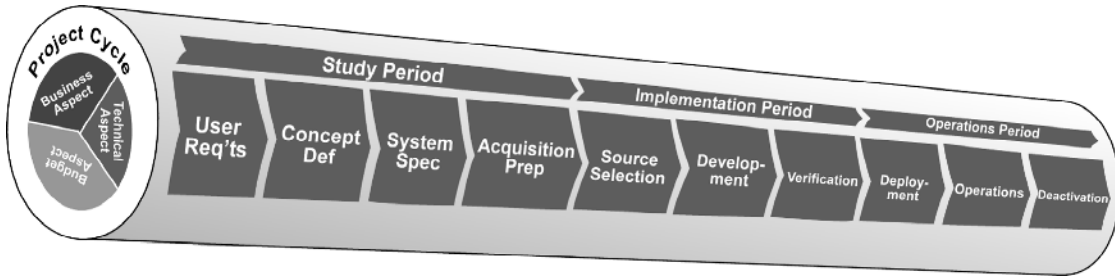 Project Cycle
Business
Aspect
Technical
Aspect
Budget
Aspect
Study Period
Implementation Period
Operations Period
User
Req'ts
Concept
Def
System
Spec
Acquisition
Prep
Source
Selection
Develop-
ment
Verification
Deploy-
ment
Operations
Deactivation